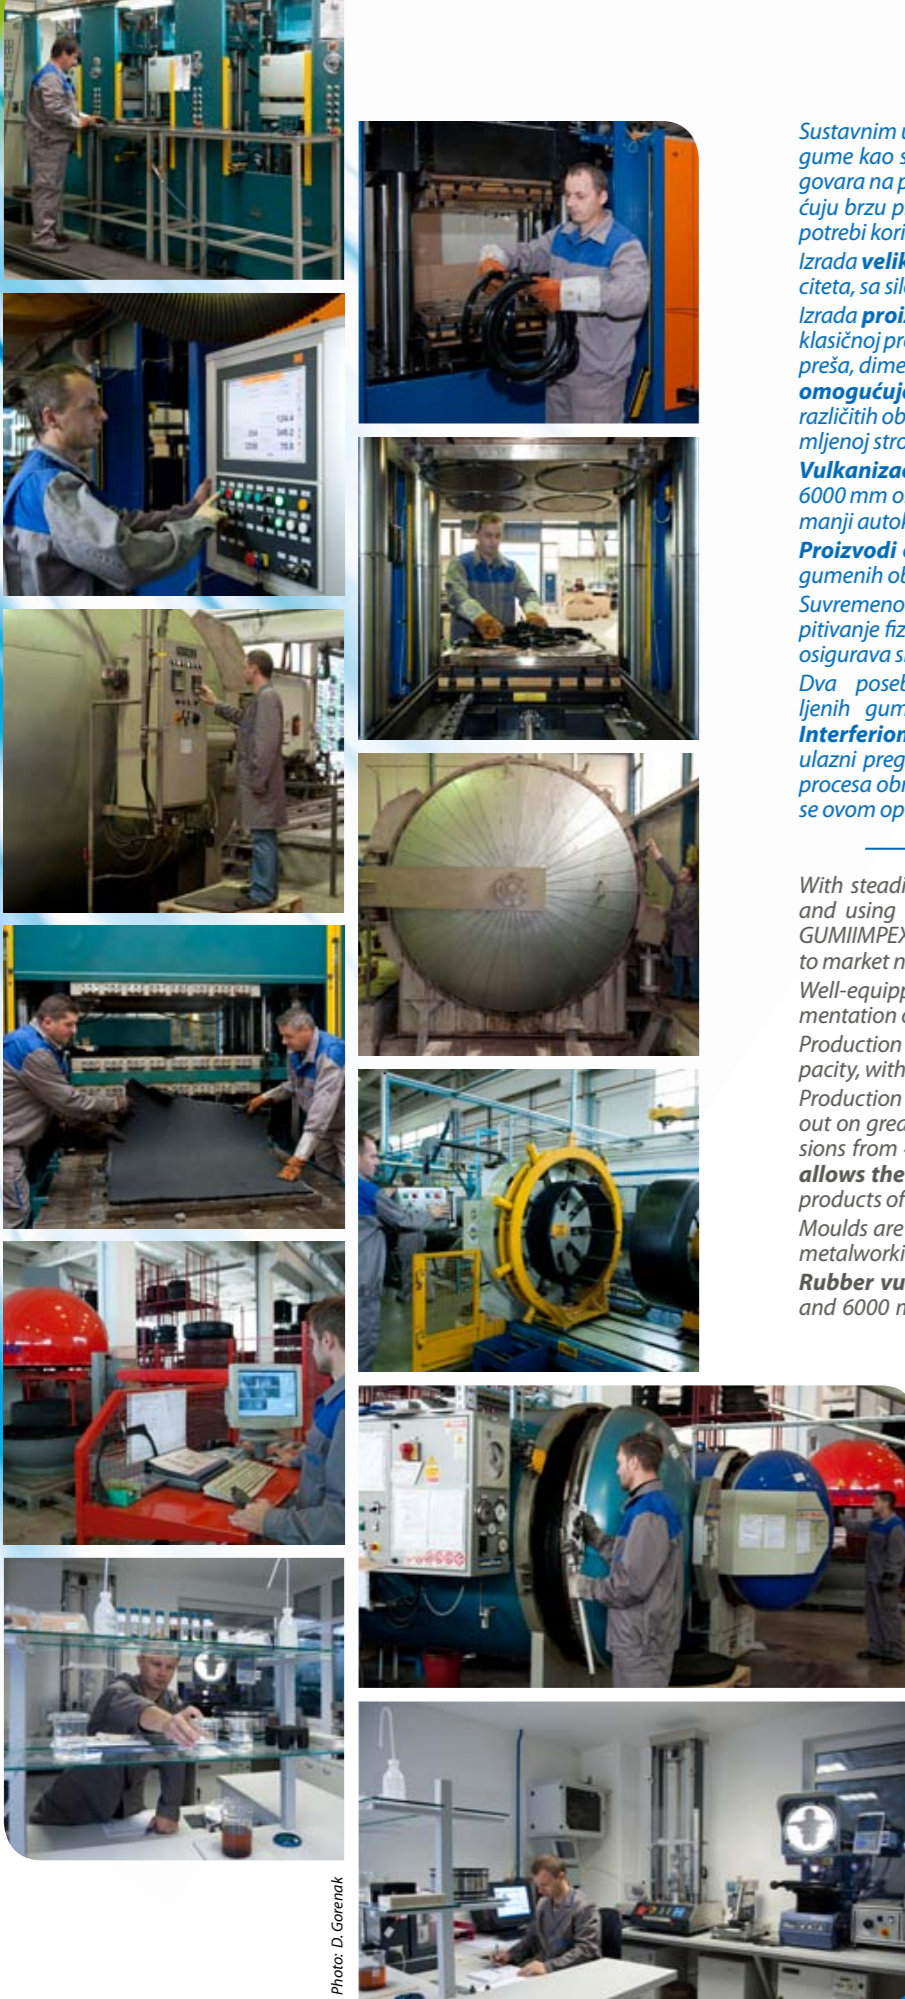 Sustavnim u
gume kao s
govara na p
ćuju brzu p
potrebi kori
Izrada velik
citeta, sa sil
Izrada proiz
klasičnoj pr
preša, dime
omogućuje
različitih ob
mljenoj stro
Vulkanizac
6000 mm o
manji autok
Proizvodi
gumenih ob
Suvremeno
pitivanje fiz
osigurava s
Dva poseb
ljenih gum
Interferion
ulazni preg
procesa obr
se ovom op
With steadi
and using
GUMIIMPEX
to market n
Well-equipp
mentation o
Production
pacity, with
Production
out on grea
sions from
allows the
products of
Moulds are
metalworki
Rubber vu
and 6000 m
Photo: D. Gorenak